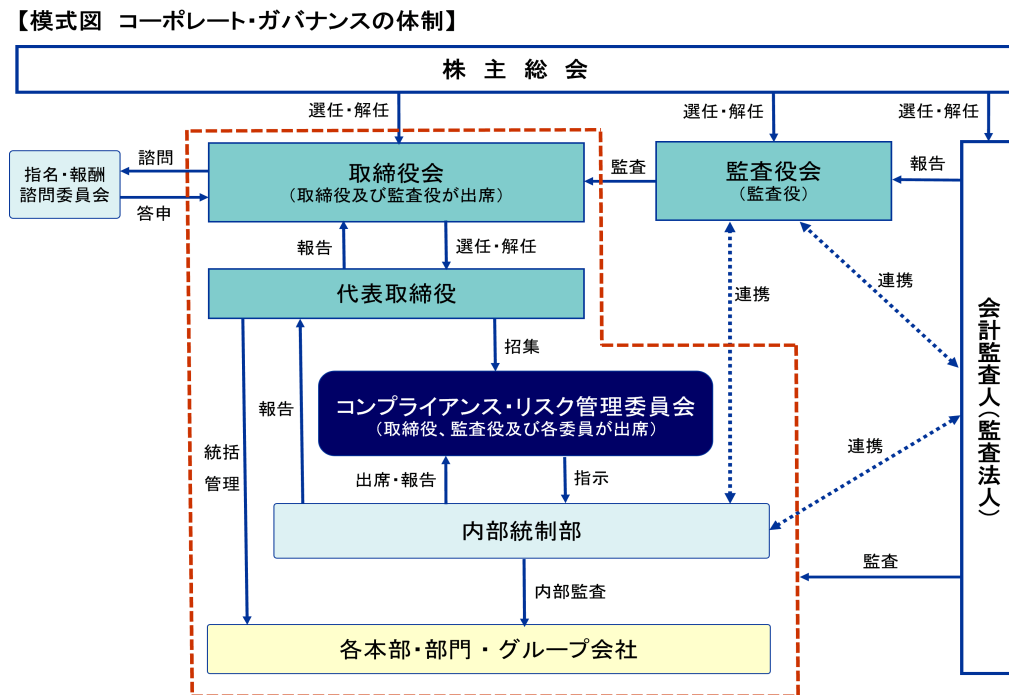 【模式図 コーポレート・ガバナンスの体制】
株 主 総 会
選任・解任
選任・解任
選任・解任
指名・報酬
諮問委員会
諮問
答申
取締役会
（取締役及び監査役が出席）
監査
監査役会
（監査役）
報告
報告
選任・解任
代表取締役
連携
連携
会計監査人（監査法人）
招集
報告
統括
管理
コンプライアンス・リスク管理委員会
（取締役、監査役及び各委員が出席）
連携
出席・報告
指示
内部統制部
監査
内部監査
各本部・部門・グループ会社